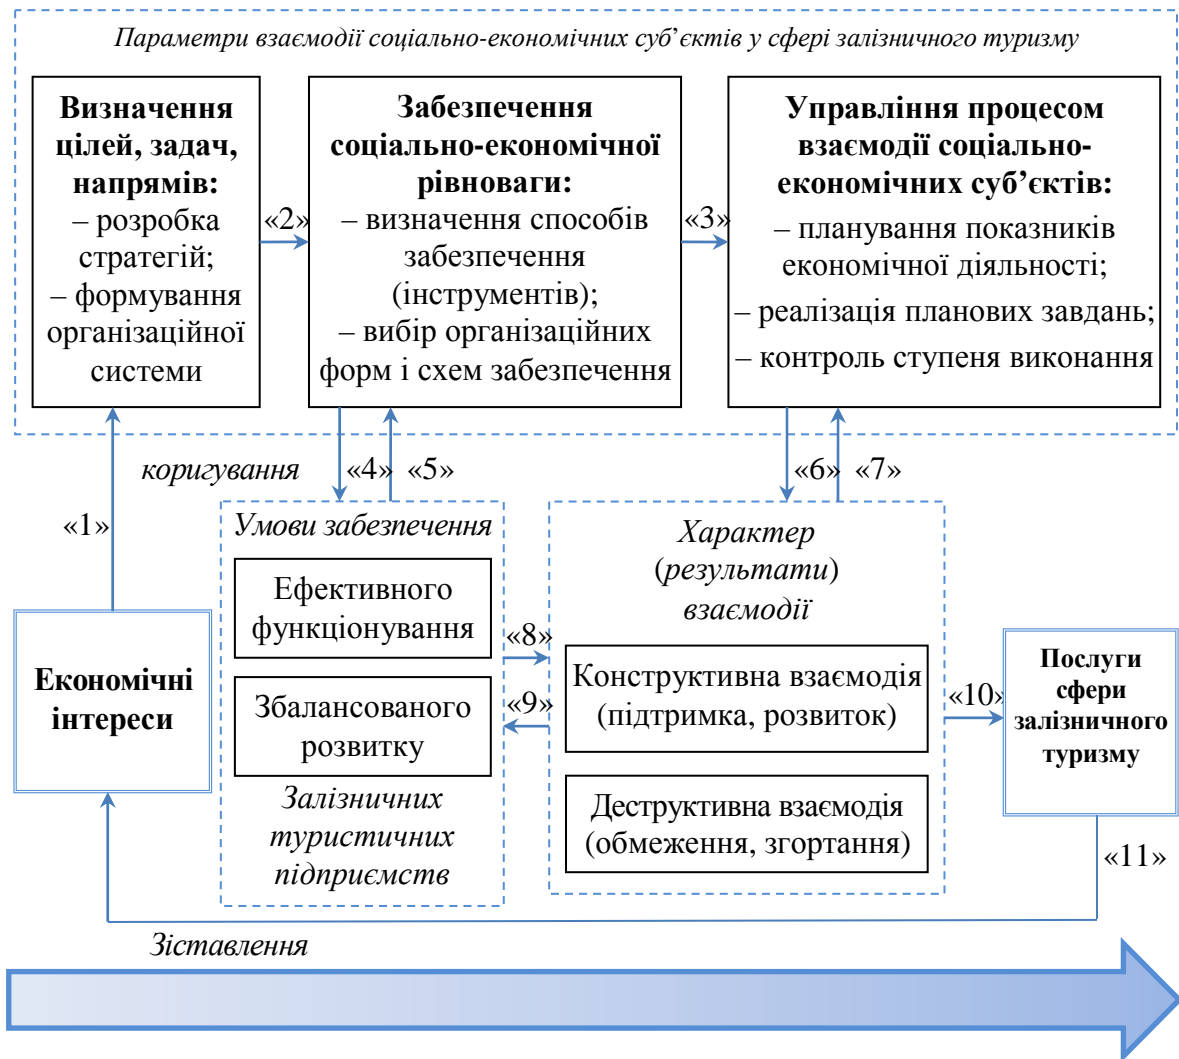 Параметри взаємодії соціально-економічних суб’єктів у сфері залізничного туризму
Визначення
цілей, задач,
напрямів:
– розробка
стратегій;
– формування
організаційної
системи
«2»
Забезпечення
соціально-економічної
рівноваги:
– визначення способів
забезпечення
(інструментів);
– вибір організаційних
форм і схем забезпечення
«3»
Управління процесом
взаємодії соціально-
економічних суб’єктів:
– планування показників
економічної діяльності;
– реалізація планових завдань;
– контроль ступеня виконання
коригування
«4»
«5»
«6»
«7»
«1»
Економічні
інтереси
Умови забезпечення
Ефективного
функціонування
Збалансованого
розвитку
Залізничних
туристичних
підприємств
«8»
«9»
Характер
(результати)
взаємодії
Конструктивна взаємодія
(підтримка, розвиток)
Деструктивна взаємодія
(обмеження, згортання)
«10»
Послуги
сфери
залізничного
туризму
«11»
Зіставлення